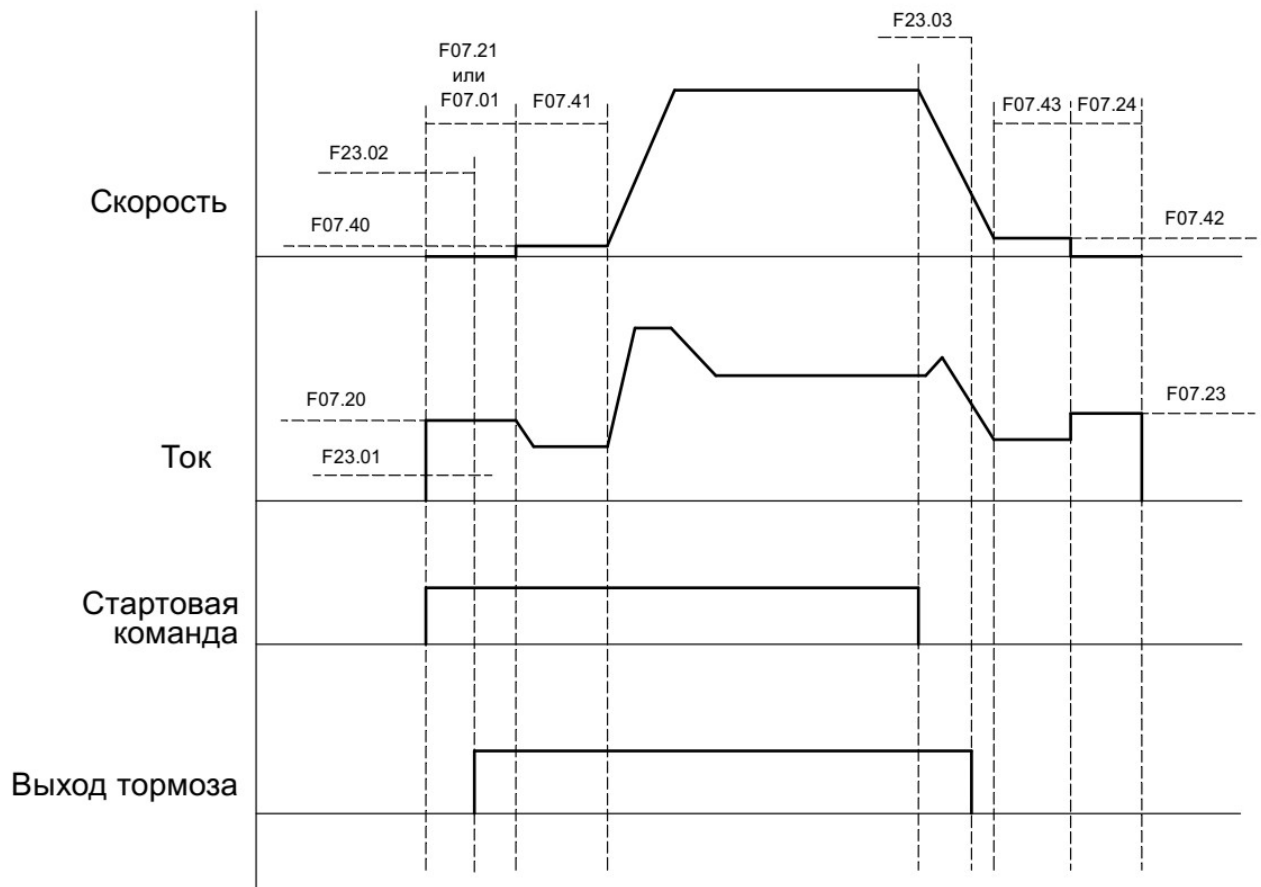 F23.03
F07.21
или
F07.01
F07.41
F07.43
F07.24
F23.02
Скорость
F07.40
F07.42
F07.20
F07.23
Ток
F23.01
Стартовая
команда
Выход тормоза